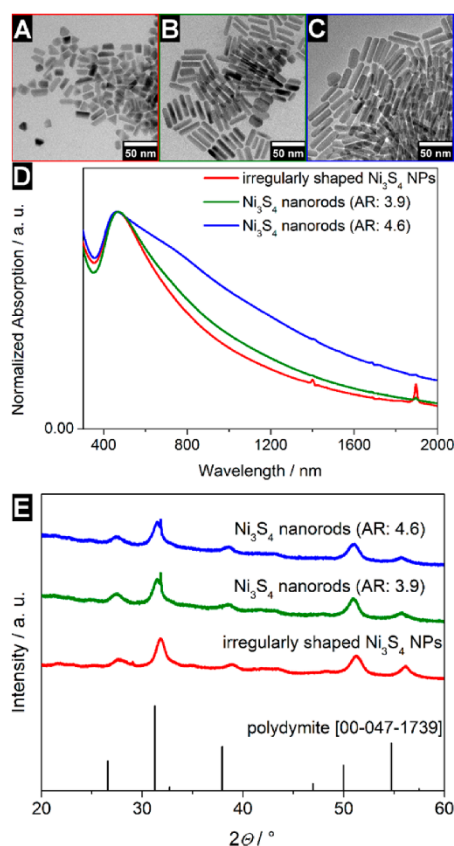 A
B
C
50 nm
50 nm
50 nm
D
irregularly shaped Ni₃S₄ NPs
Ni₃S₄ nanorods (AR: 3.9)
Ni₃S₄ nanorods (AR: 4.6)
Normalized Absorption / a. u.
0.00
400 800 1200 1600 2000
Wavelength / nm
E
Ni₃S₄ nanorods (AR: 4.6)
Ni₃S₄ nanorods (AR: 3.9)
irregularly shaped Ni₃S₄ NPs
polydymite [00-047-1739]
Intensity / a. u.
20 30 40 50 60
2Θ / °